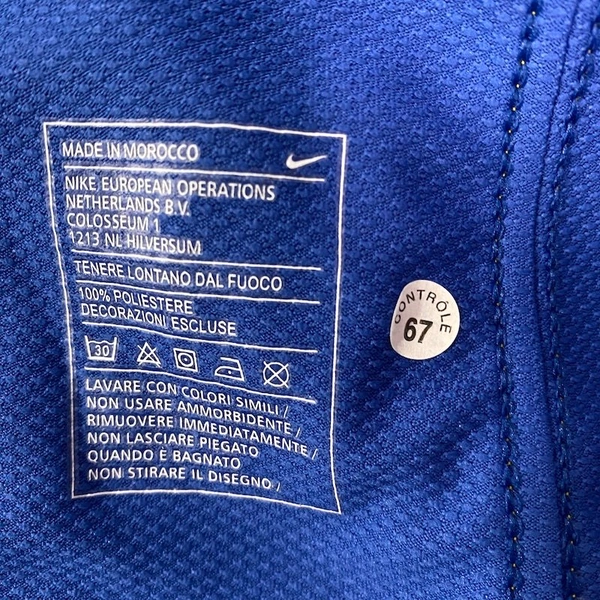 MADE IN MOROCCO
NIKE EUROPEAN OPERATIONS
NETHERLANDS B.V.
COLOSSEUM 1
1213 NL HILVERSUM
TENERE LONTANO DAL FUOCO
100% POLIESTERE
DECORAZIONI ESCLUSE
30
LAVARE CON COLORI SIMILI /
NON USARE AMMORBIDENTE /
RIMUOVERE IMMEDIATAMENTE /
NON LASCIARE PIEGATO
QUANDO È BAGNATO
NON STIRARE IL DISEGNO /
CONTRÔLE
67